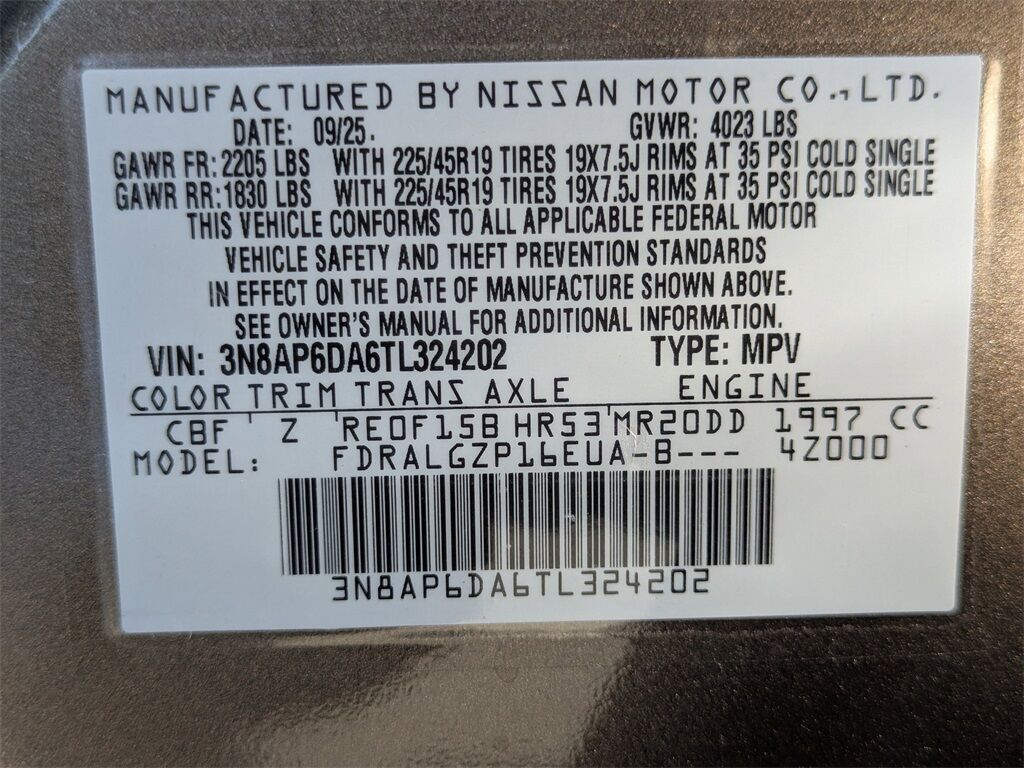 MANUFACTURED BY NISSAN MOTOR CO.,LTD.
DATE: 09/25. GVWR: 4023 LBS
GAWR FR: 2205 LBS WITH 225/45R19 TIRES 19X7.5J RIMS AT 35 PSI COLD SINGLE
GAWR RR: 1830 LBS WITH 225/45R19 TIRES 19X7.5J RIMS AT 35 PSI COLD SINGLE
THIS VEHICLE CONFORMS TO ALL APPLICABLE FEDERAL MOTOR
VEHICLE SAFETY AND THEFT PREVENTION STANDARDS
IN EFFECT ON THE DATE OF MANUFACTURE SHOWN ABOVE.
SEE OWNER'S MANUAL FOR ADDITIONAL INFORMATION.
VIN: 3N8AP6DA6TL324202 TYPE: MPV
COLOR TRIM TRANS AXLE ENGINE
CBF Z RE0F15B HR53 MR20DD 1997 CC
MODEL: FDRALGZP16EUA-B--- 4Z000
3N8AP6DA6TL324202